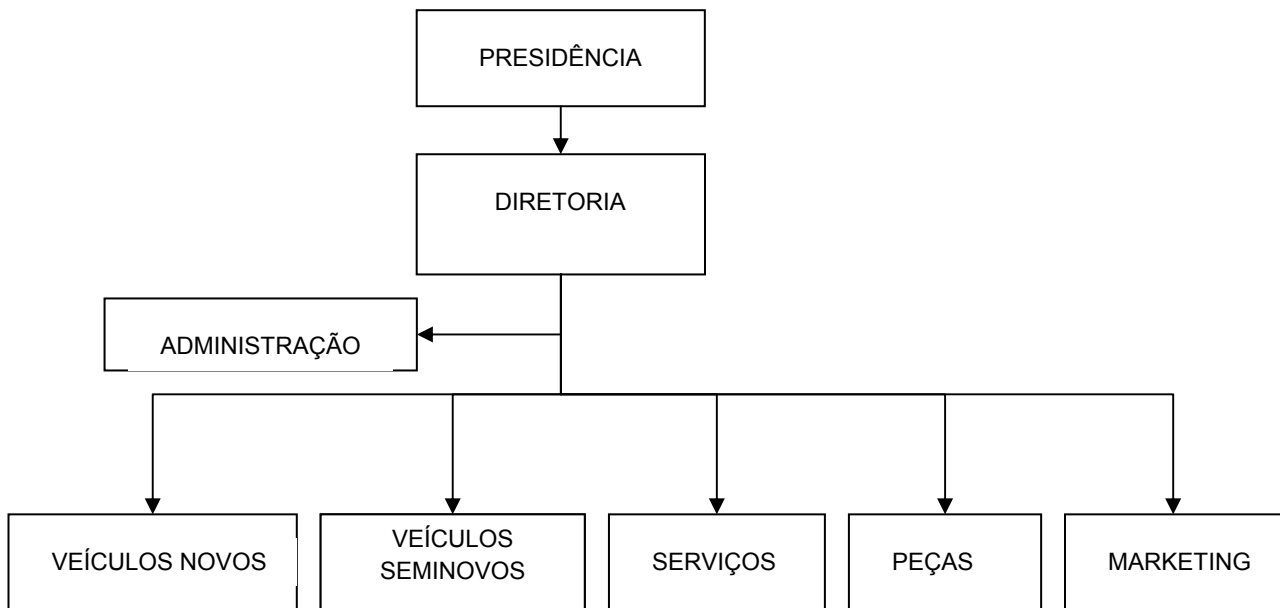 PRESIDÊNCIA
DIRETORIA
ADMINISTRAÇÃO
VEÍCULOS NOVOS
VEÍCULOS
SEMINOVOS
SERVIÇOS
PEÇAS
MARKETING